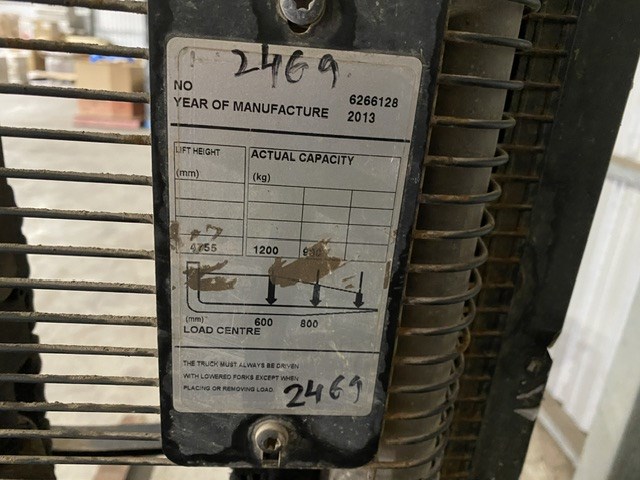 2469
NO 6266128
YEAR OF MANUFACTURE 2013
LIFT HEIGHT ACTUAL CAPACITY
(mm) (kg)
4755 1200
(mm) 600 800
LOAD CENTRE
THE TRUCK MUST ALWAYS BE DRIVEN
WITH LOWERED FORKS EXCEPT WHEN
PLACING OR REMOVING LOAD.
2469